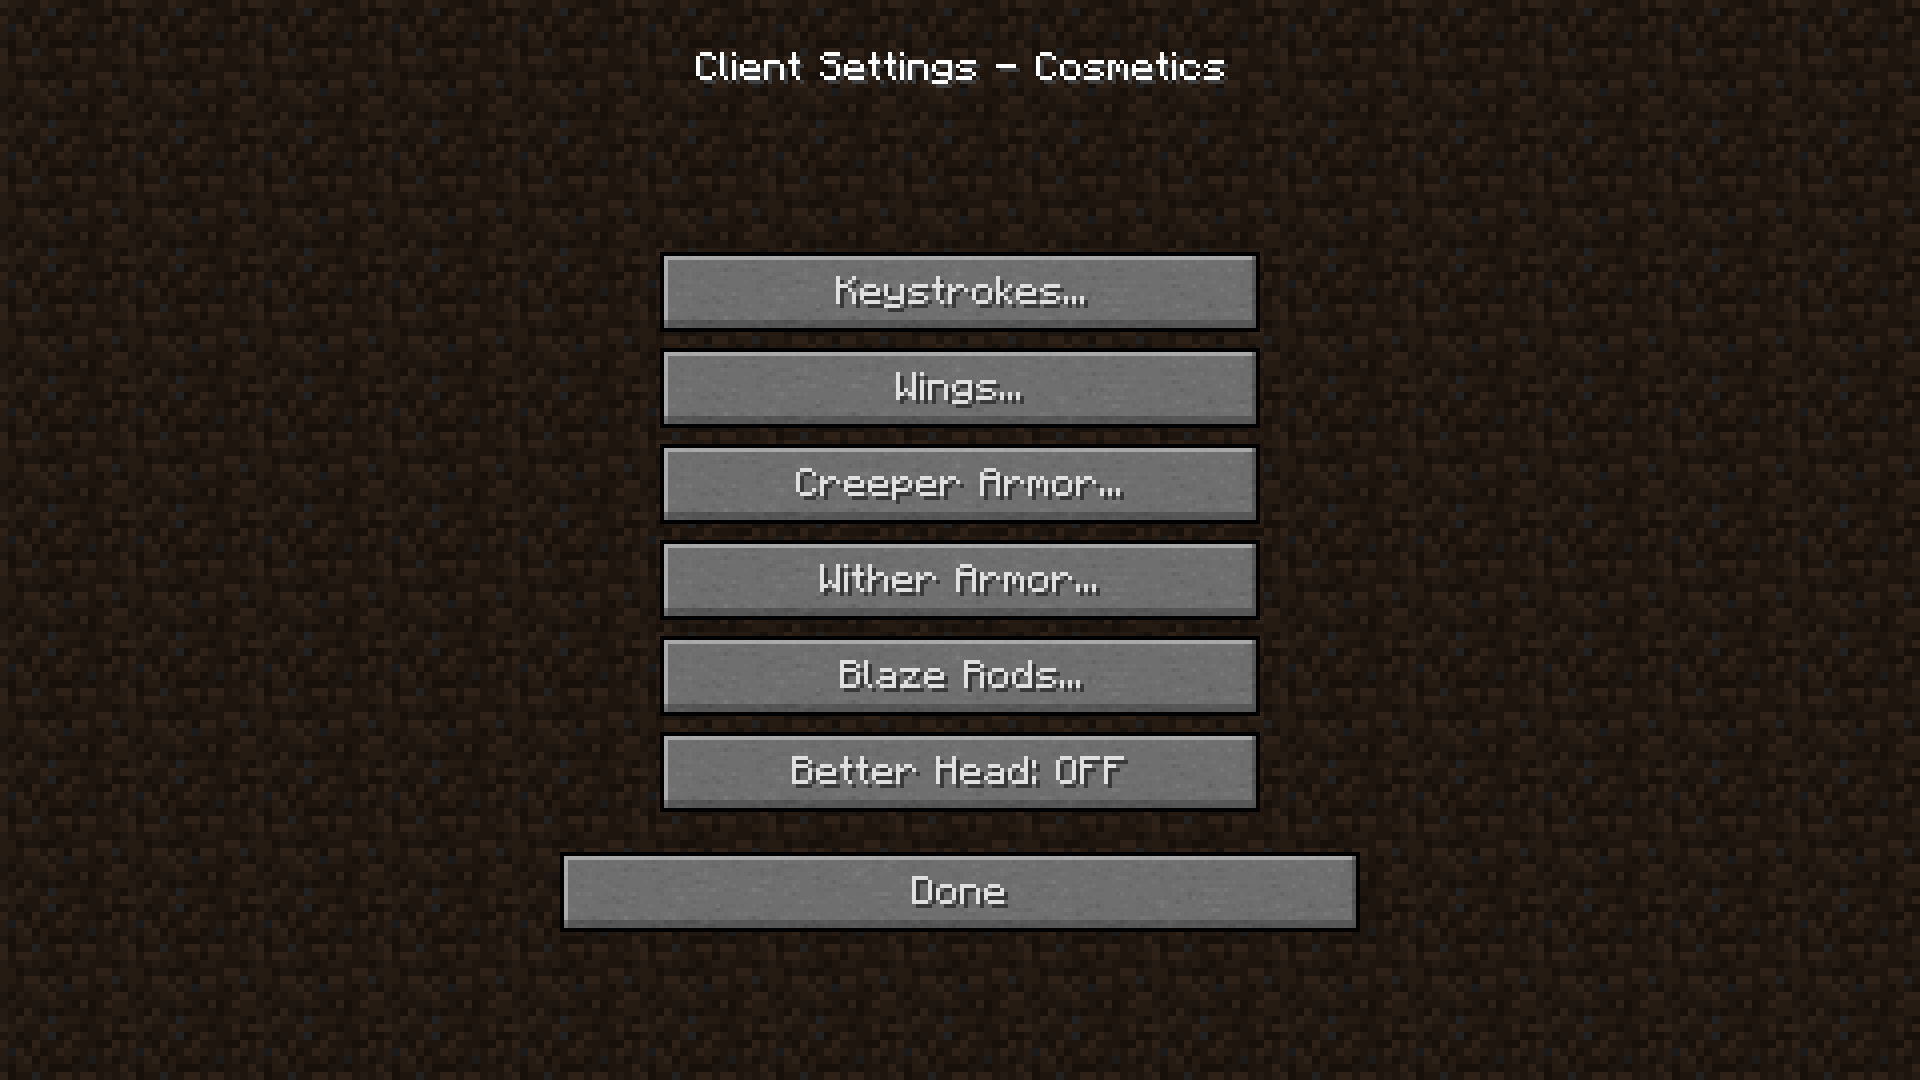 Client Settings - Cosmetics
Keystrokes...
Wings...
Creeper Armor...
Wither Armor...
Blaze Rods...
Better Head: OFF
Done